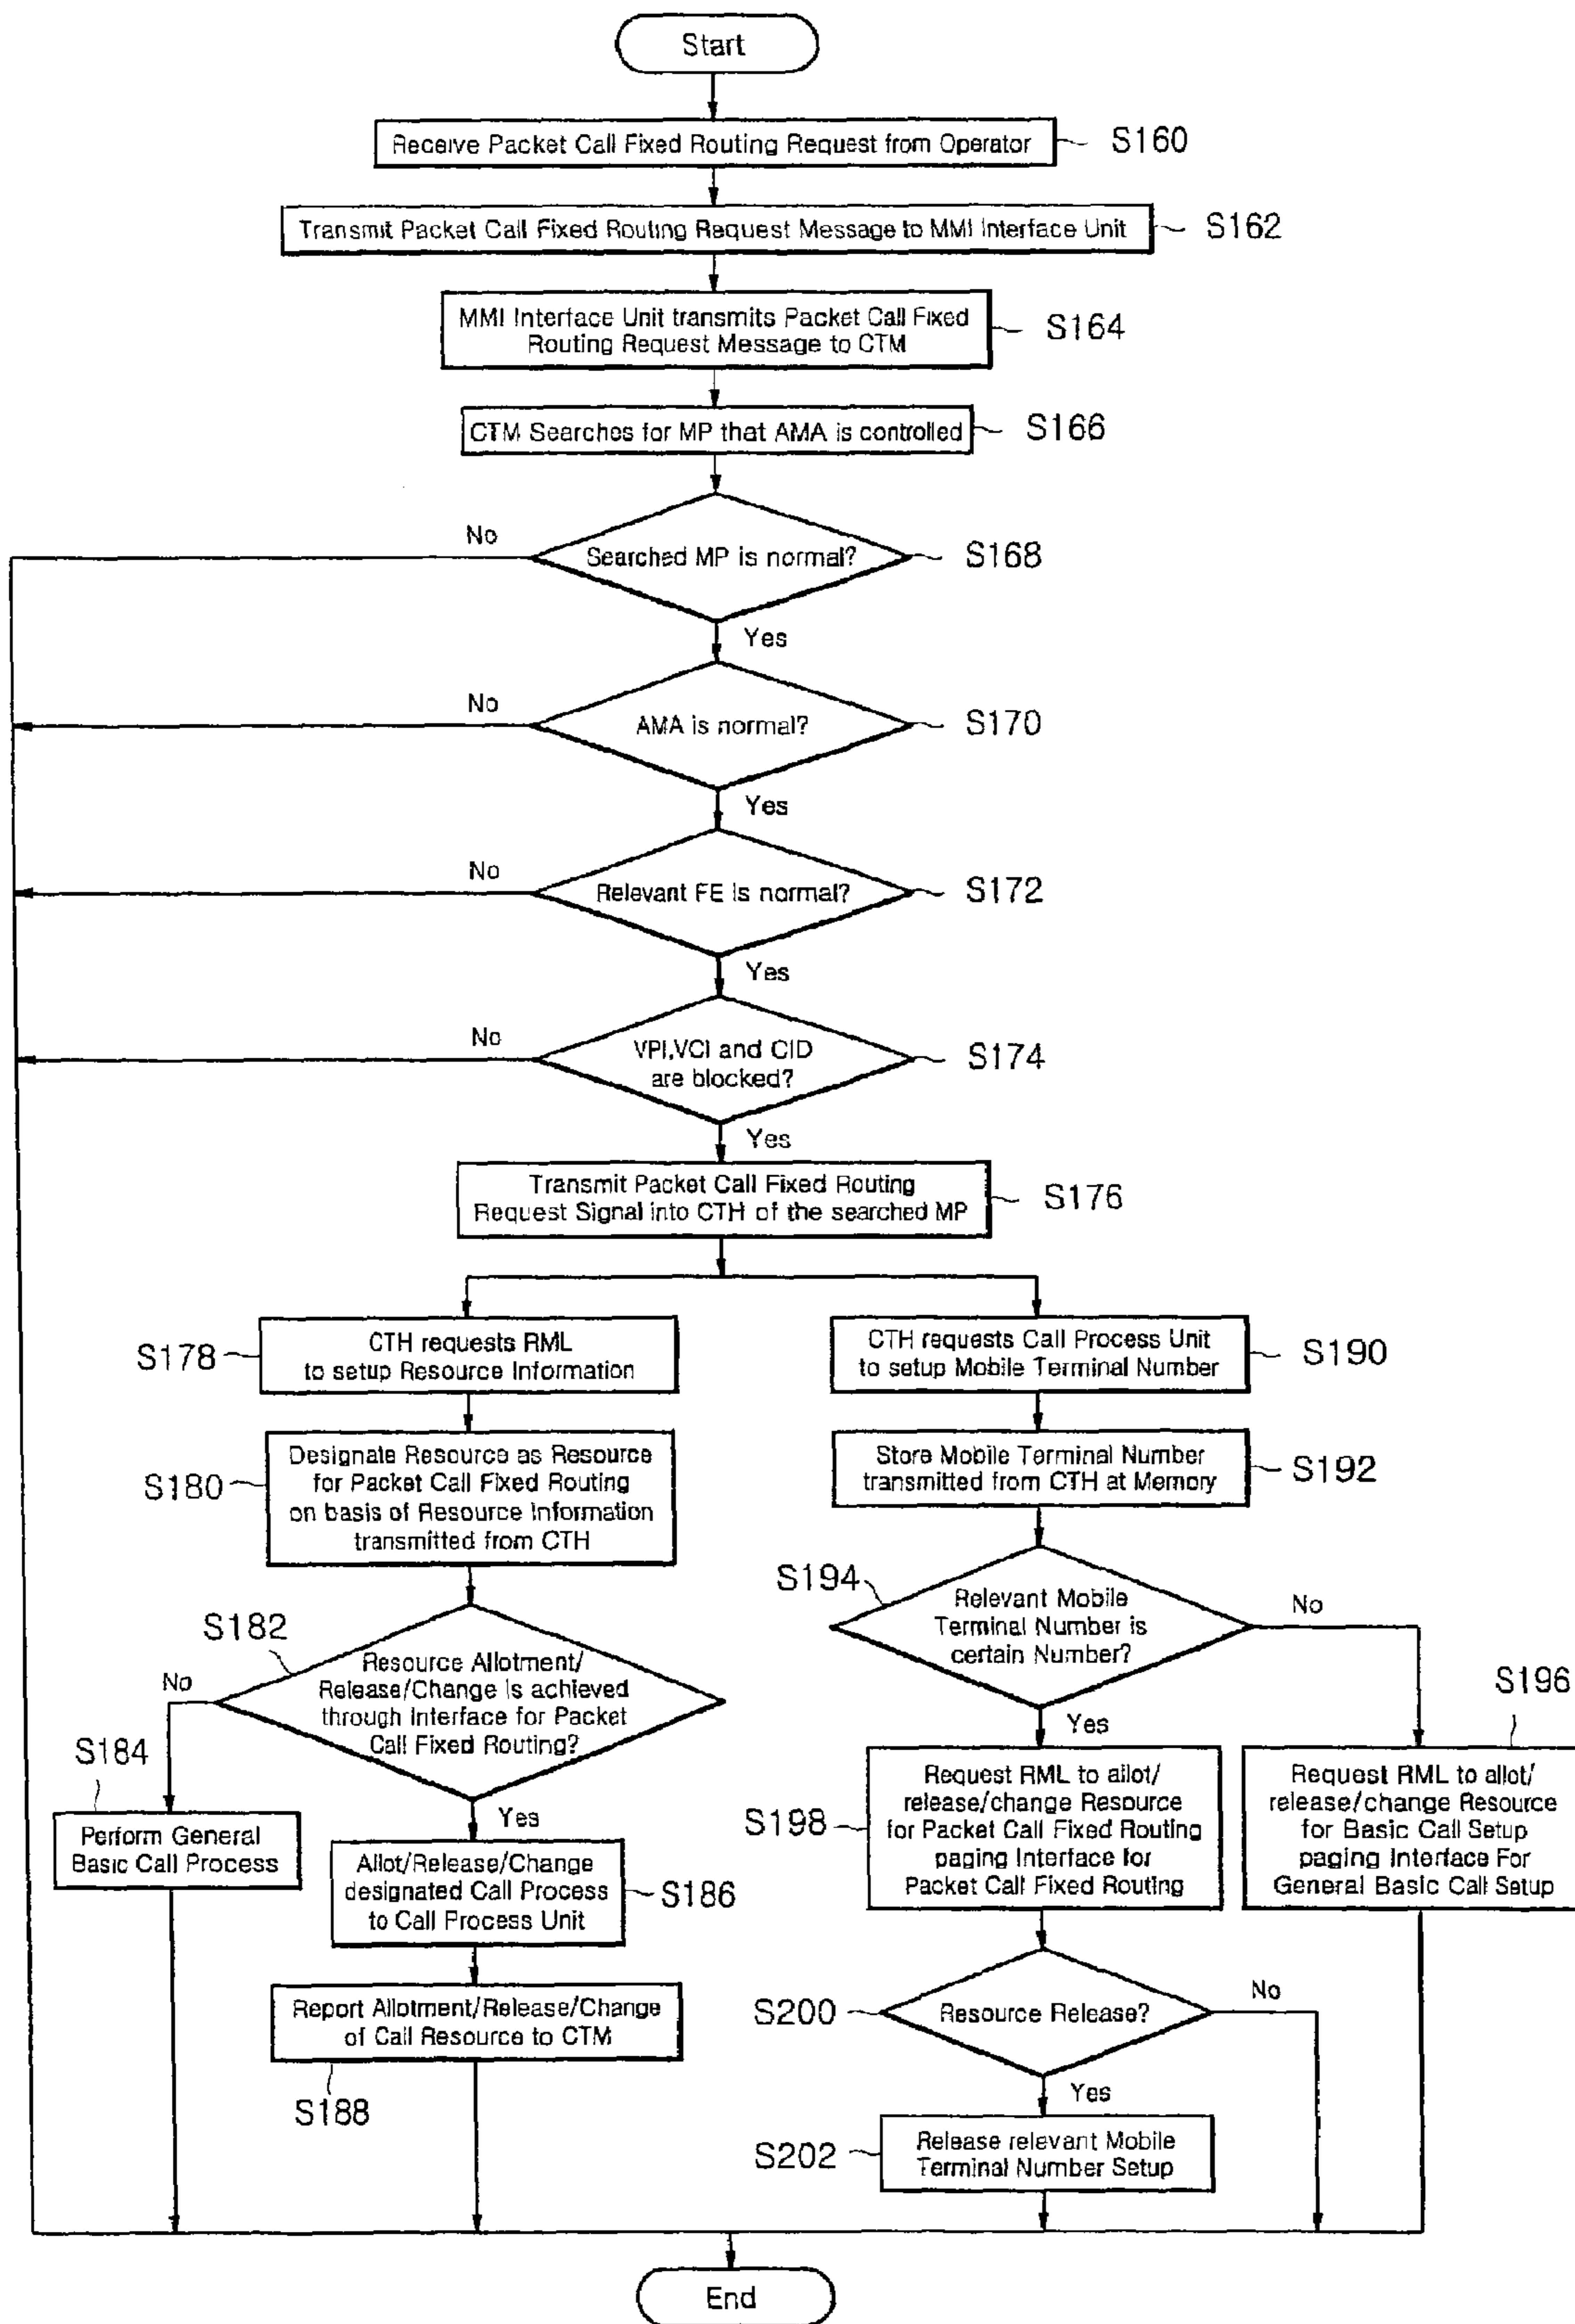 Start
Receive Packet Call Fixed Routing Request from Operator
S160
Transmit Packet Call Fixed Routing Request Message to MMI Interface Unit
S162
MMI Interface Unit transmits Packet Call Fixed
Routing Request Message to CTM
S164
CTM Searches for MP that AMA is controlled
S166
No
Searched MP is normal?
S168
Yes
No
AMA is normal?
S170
Yes
No
Relevant FE is normal?
S172
Yes
No
VPI,VCI and CID
are blocked?
S174
Yes
Transmit Packet Call Fixed Routing
Request Signal into CTH of the searched MP
S176
S178
CTH requests RML
to setup Resource Information
CTH requests Call Process Unit
to setup Mobile Terminal Number
S190
S180
Designate Resource as Resource
for Packet Call Fixed Routing
on basis of Resource Information
transmitted from CTH
Store Mobile Terminal Number
transmitted from CTH at Memory
S192
S194
Relevant Mobile
Terminal Number is
certain Number?
No
Yes
S182
No
Resource Allotment/
Release/Change is achieved
through Interface for Packet
Call Fixed Routing?
Yes
S184
Perform General
Basic Call Process
Allot/Release/Change
designated Call Process
to Call Process Unit
S186
Report Allotment/Release/Change
of Call Resource to CTM
S188
S198
Request RML to allot/
release/change Resource
for Packet Call Fixed Routing
paging Interface for
Packet Call Fixed Routing
S196
Request RML to allot/
release/change Resource
for Basic Call Setup
paging Interface For
General Basic Call Setup
S200
Resource Release?
No
Yes
S202
Release relevant Mobile
Terminal Number Setup
End